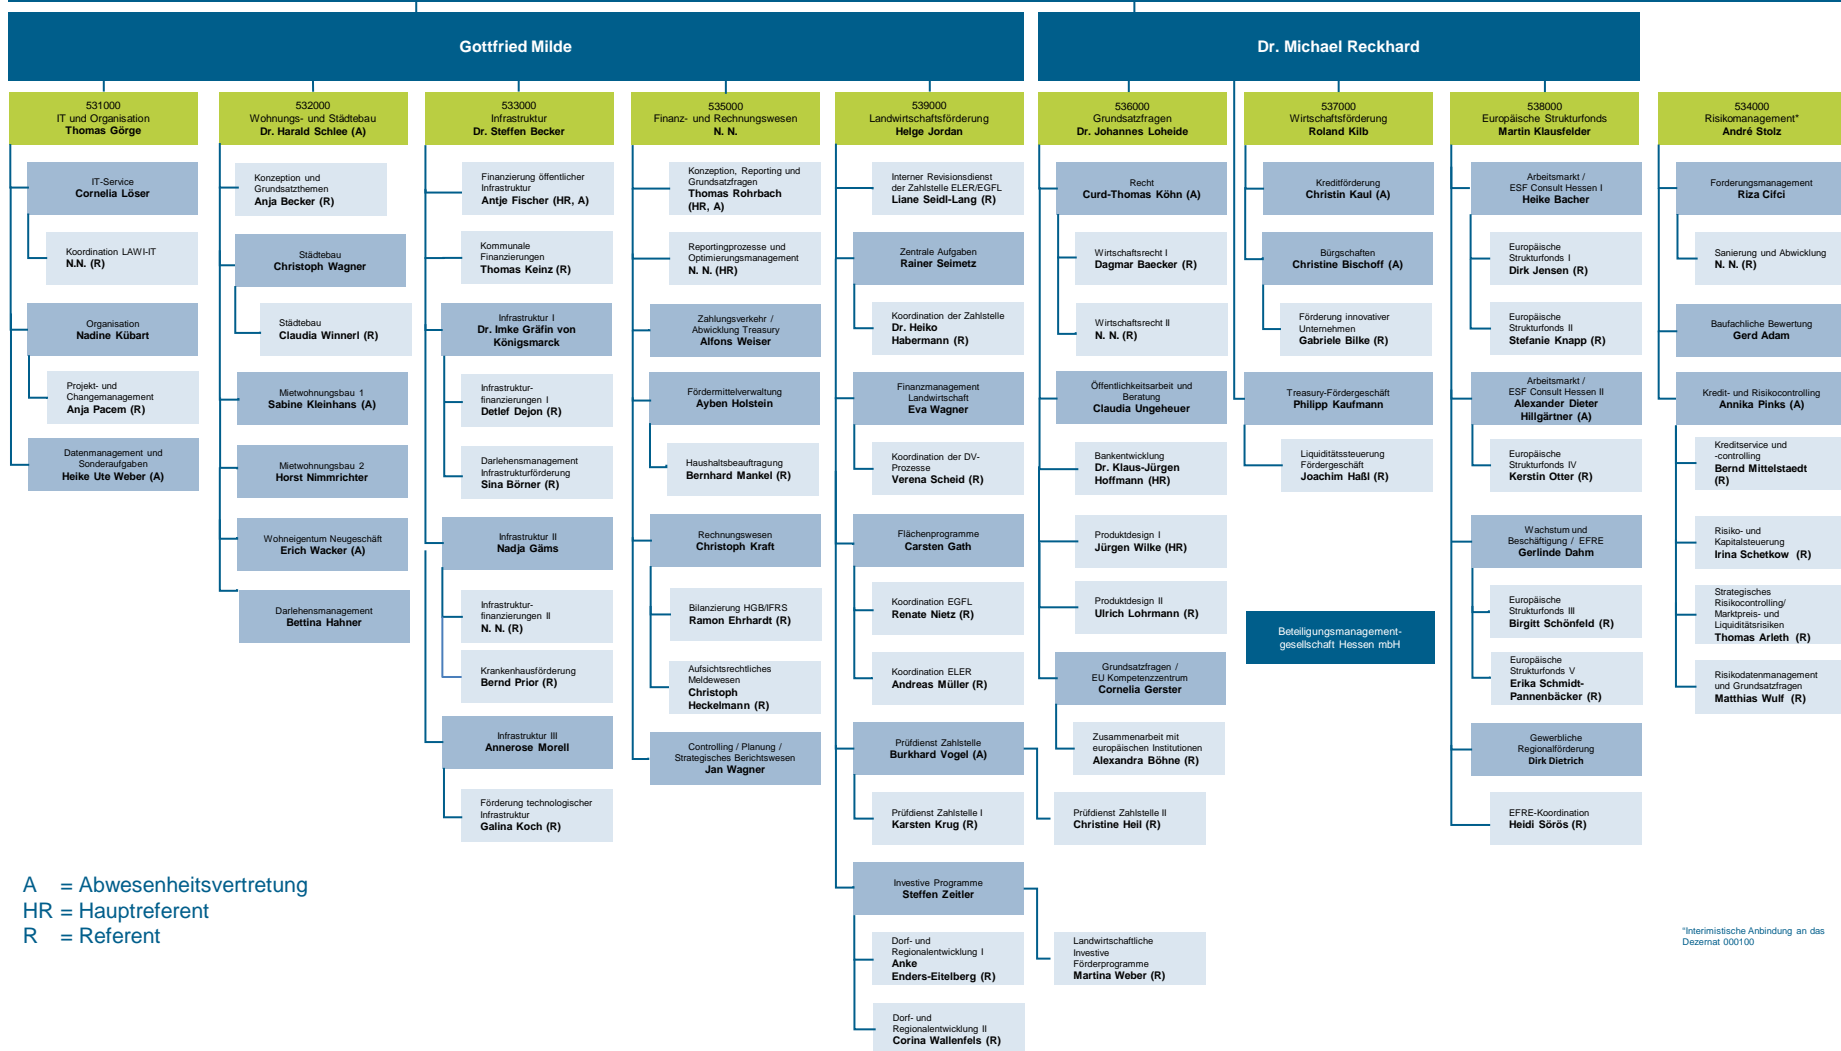 Gottfried Milde
Dr. Michael Reckhard
531000
IT und Organisation
Thomas Görge
IT-Service
Cornelia Löser
Koordination LAWI-IT
N.N. (R)
Organisation
Nadine Kübart
Projekt- und
Changemanagement
Anja Pacem (R)
Datenmanagement und
Sonderaufgaben
Heike Ute Weber (A)
532000
Wohnungs- und Städtebau
Dr. Harald Schlee (A)
Konzeption und
Grundsatzthemen
Anja Becker (R)
Städtebau
Christoph Wagner
Städtebau
Claudia Winnerl (R)
Mietwohnungsbau 1
Sabine Kleinhans (A)
Mietwohnungsbau 2
Horst Nimmrichter
Wohneigentum Neugeschäft
Erich Wacker (A)
Darlehensmanagement
Bettina Hahner
533000
Infrastruktur
Dr. Steffen Becker
Finanzierung öffentlicher
Infrastruktur
Antje Fischer (HR, A)
Kommunale
Finanzierungen
Thomas Keinz (R)
Infrastruktur I
Dr. Imke Gräfin von
Königsmarck
Infrastruktur-
finanzierungen I
Detlef Dejon (R)
Darlehensmanagement
Infrastrukturförderung
Sina Börner (R)
Infrastruktur II
Nadja Gäms
Infrastruktur-
finanzierungen II
N. N. (R)
Krankenhausförderung
Bernd Prior (R)
Infrastruktur III
Annerose Morell
Förderung technologischer
Infrastruktur
Galina Koch (R)
535000
Finanz- und Rechnungswesen
N. N.
Konzeption, Reporting und
Grundsatzfragen
Thomas Rohrbach
(HR, A)
Reportingprozesse und
Optimierungsmanagement
N. N. (HR)
Zahlungsverkehr /
Abwicklung Treasury
Alfons Weiser
Fördermittelverwaltung
Ayben Holstein
Haushaltsbeauftragung
Bernhard Mankel (R)
Rechnungswesen
Christoph Kraft
Bilanzierung HGB/IFRS
Ramon Ehrhardt (R)
Aufsichtsrechtliches
Meldewesen
Christoph
Heckelmann (R)
Controlling / Planung /
Strategisches Berichtswesen
Jan Wagner
539000
Landwirtschaftsförderung
Helge Jordan
Interner Revisionsdienst
der Zahlstelle ELER/EGFL
Liane Seidl-Lang (R)
Zentrale Aufgaben
Rainer Seimetz
Koordination der Zahlstelle
Dr. Heiko
Habermann (R)
Finanzmanagement
Landwirtschaft
Eva Wagner
Koordination der DV-
Prozesse
Verena Scheid (R)
Flächenprogramme
Carsten Gath
Koordination EGFL
Renate Nietz (R)
Koordination ELER
Andreas Müller (R)
Prüfdienst Zahlstelle
Burkhard Vogel (A)
Prüfdienst Zahlstelle I
Karsten Krug (R)
Prüfdienst Zahlstelle II
Christine Heil (R)
Investive Programme
Steffen Zeitler
Dorf- und
Regionalentwicklung I
Anke
Enders-Eitelberg (R)
Landwirtschaftliche
Investive
Förderprogramme
Martina Weber (R)
Dorf- und
Regionalentwicklung II
Corina Wallenfels (R)
536000
Grundsatzfragen
Dr. Johannes Loheide
Recht
Curd-Thomas Köhn (A)
Wirtschaftsrecht I
Dagmar Baecker (R)
Wirtschaftsrecht II
N. N. (R)
Öffentlichkeitsarbeit und
Beratung
Claudia Ungeheuer
Bankentwicklung
Dr. Klaus-Jürgen
Hoffmann (HR)
Produktdesign I
Jürgen Wilke (HR)
Produktdesign II
Ulrich Lohrmann (R)
Grundsatzfragen /
EU Kompetenzzentrum
Cornelia Gerster
Zusammenarbeit mit
europäischen Institutionen
Alexandra Böhne (R)
537000
Wirtschaftsförderung
Roland Kilb
Kreditförderung
Christin Kaul (A)
Bürgschaften
Christine Bischoff (A)
Förderung innovativer
Unternehmen
Gabriele Bilke (R)
Treasury-Fördergeschäft
Philipp Kaufmann
Liquiditätssteuerung
Fördergeschäft
Joachim Haßl (R)
Beteiligungsmanagement-
gesellschaft Hessen mbH
538000
Europäische Strukturfonds
Martin Klausfelder
Arbeitsmarkt /
ESF Consult Hessen I
Heike Bacher
Europäische
Strukturfonds I
Dirk Jensen (R)
Europäische
Strukturfonds II
Stefanie Knapp (R)
Arbeitsmarkt /
ESF Consult Hessen II
Alexander Dieter
Hillgärtner (A)
Europäische
Strukturfonds IV
Kerstin Otter (R)
Wachstum und
Beschäftigung / EFRE
Gerlinde Dahm
Europäische
Strukturfonds III
Birgitt Schönfeld (R)
Europäische
Strukturfonds V
Erika Schmidt-
Pannenbäcker (R)
Gewerbliche
Regionalförderung
Dirk Dietrich
EFRE-Koordination
Heidi Sörös (R)
534000
Risikomanagement*
André Stolz
Forderungsmanagement
Riza Cifci
Sanierung und Abwicklung
N. N. (R)
Baufachliche Bewertung
Gerd Adam
Kredit- und Risikocontrolling
Annika Pinks (A)
Kreditservice und
-controlling
Bernd Mittelstaedt
(R)
Risiko- und
Kapitalsteuerung
Irina Schetkow (R)
Strategisches
Risikocontrolling/
Marktpreis- und
Liquiditätsrisiken
Thomas Arleth (R)
Risikodatenmanagement
und Grundsatzfragen
Matthias Wulf (R)
A = Abwesenheitsvertretung
HR = Hauptreferent
R = Referent
*Interimistische Anbindung an das
Dezernat 000100